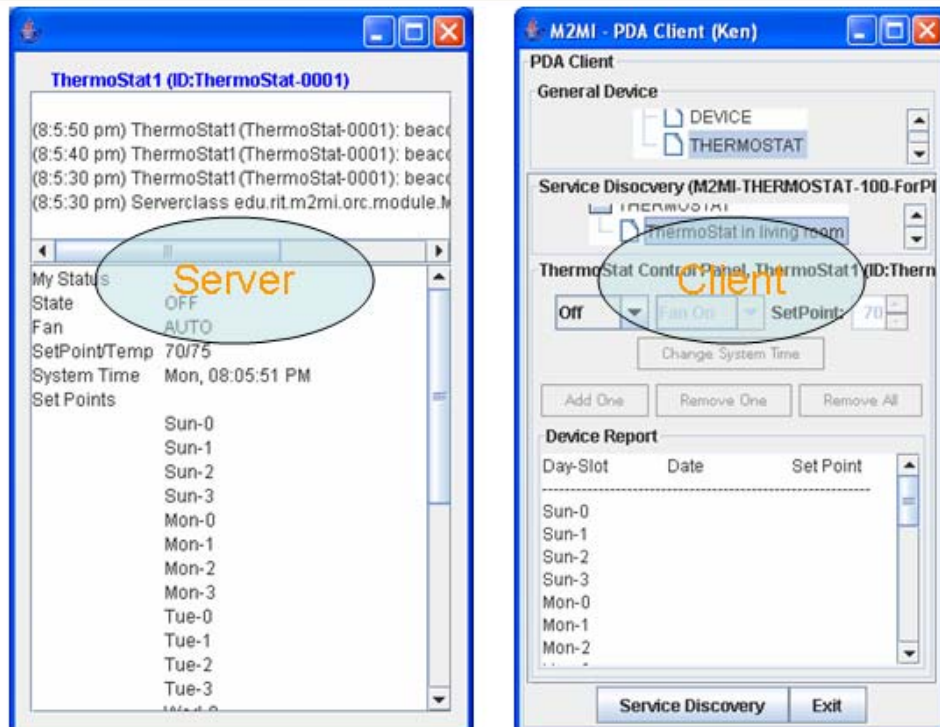 ThermoStat1 (ID:ThermoStat-0001)
(8:5:50 pm) ThermoStat1(ThermoStat-0001):
(8:5:40 pm) ThermoStat1(ThermoStat-0001):
(8:5:30 pm) ThermoStat1(ThermoStat-0001):
(8:5:30 pm) Serverclass edu.rit.m2mi.orc.module.
Server
My Status
State OFF
Fan AUTO
SetPoint/Temp 70/75
System Time Mon, 08:05:51 PM
Set Points
Sun-0
Sun-1
Sun-2
Sun-3
Mon-0
Mon-1
Mon-2
Mon-3
Tue-0
Tue-1
Tue-2
Tue-3
M2MI - PDA Client (Ken)
PDA Client
General Device
DEVICE
THERMOSTAT
Service Disocvery (M2MI-THERMOSTAT-100-ForPI
THERMOSTAT
ThermoStat in living room
ThermoStat Control Panel, ThermoStat1 (ID:Therm
Client
Off Fan On SetPoint: 70
Change System Time
Add One Remove One Remove All
Device Report
Day-Slot Date Set Point
Sun-0
Sun-1
Sun-2
Sun-3
Mon-0
Mon-1
Mon-2
Service Discovery Exit